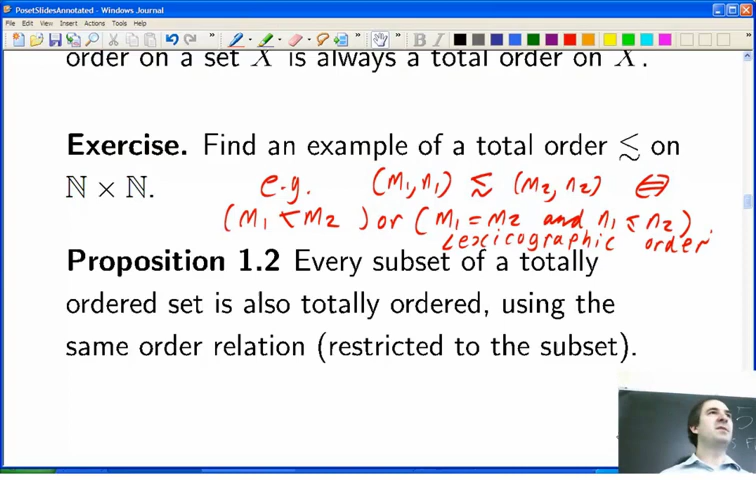 PosetSlidesAnnotated - Windows Journal
File Edit View Insert Actions Tools Help
B I
order on a set X is always a total order on X.
Exercise. Find an example of a total order ≲ on
ℕ × ℕ. e.g. (m₁, n₁) ≲ (m₂, n₂) ⇔
(m₁ < m₂) or (m₁ = m₂ and n₁ ≤ n₂).
Lexicographic order
Proposition 1.2 Every subset of a totally
ordered set is also totally ordered, using the
same order relation (restricted to the subset).
5